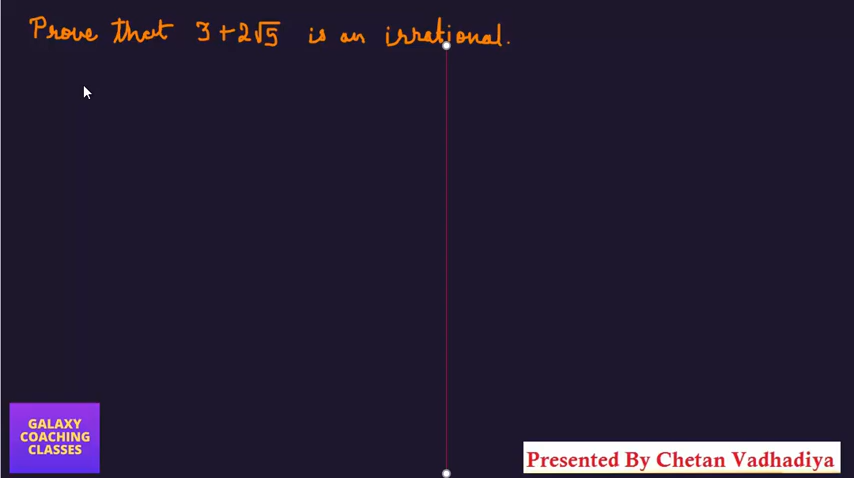 Prove that 3+2√5 is an irrational.
GALAXY
COACHING
CLASSES
Presented By Chetan Vadhadiya